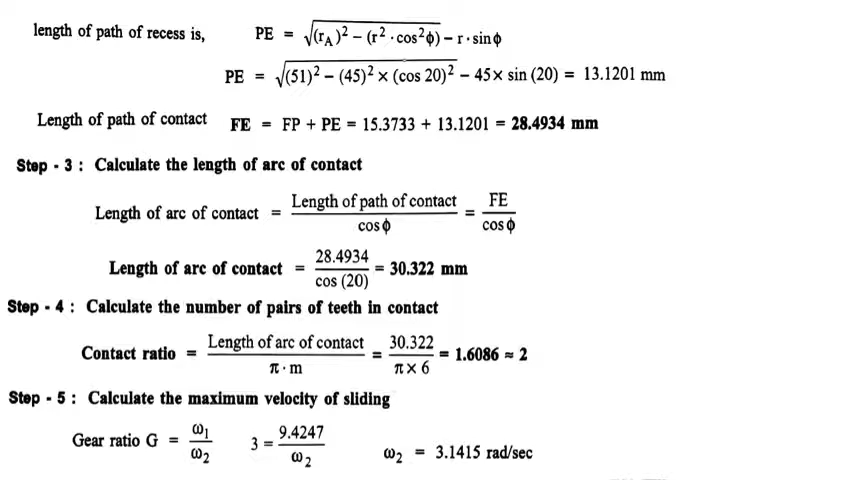 length of path of recess is, PE = √(r_A)² − (r² · cos²ϕ) − r · sinϕ
PE = √(51)² − (45)² × (cos 20)² − 45 × sin (20) = 13.1201 mm
Length of path of contact FE = FP + PE = 15.3733 + 13.1201 = 28.4934 mm
Step - 3 : Calculate the length of arc of contact
Length of arc of contact = Length of path of contact / cosϕ = FE / cosϕ
Length of arc of contact = 28.4934 / cos (20) = 30.322 mm
Step - 4 : Calculate the number of pairs of teeth in contact
Contact ratio = Length of arc of contact / π · m = 30.322 / π × 6 = 1.6086 ≈ 2
Step - 5 : Calculate the maximum velocity of sliding
Gear ratio G = ω₁ / ω₂ 3 = 9.4247 / ω₂ ω₂ = 3.1415 rad/sec